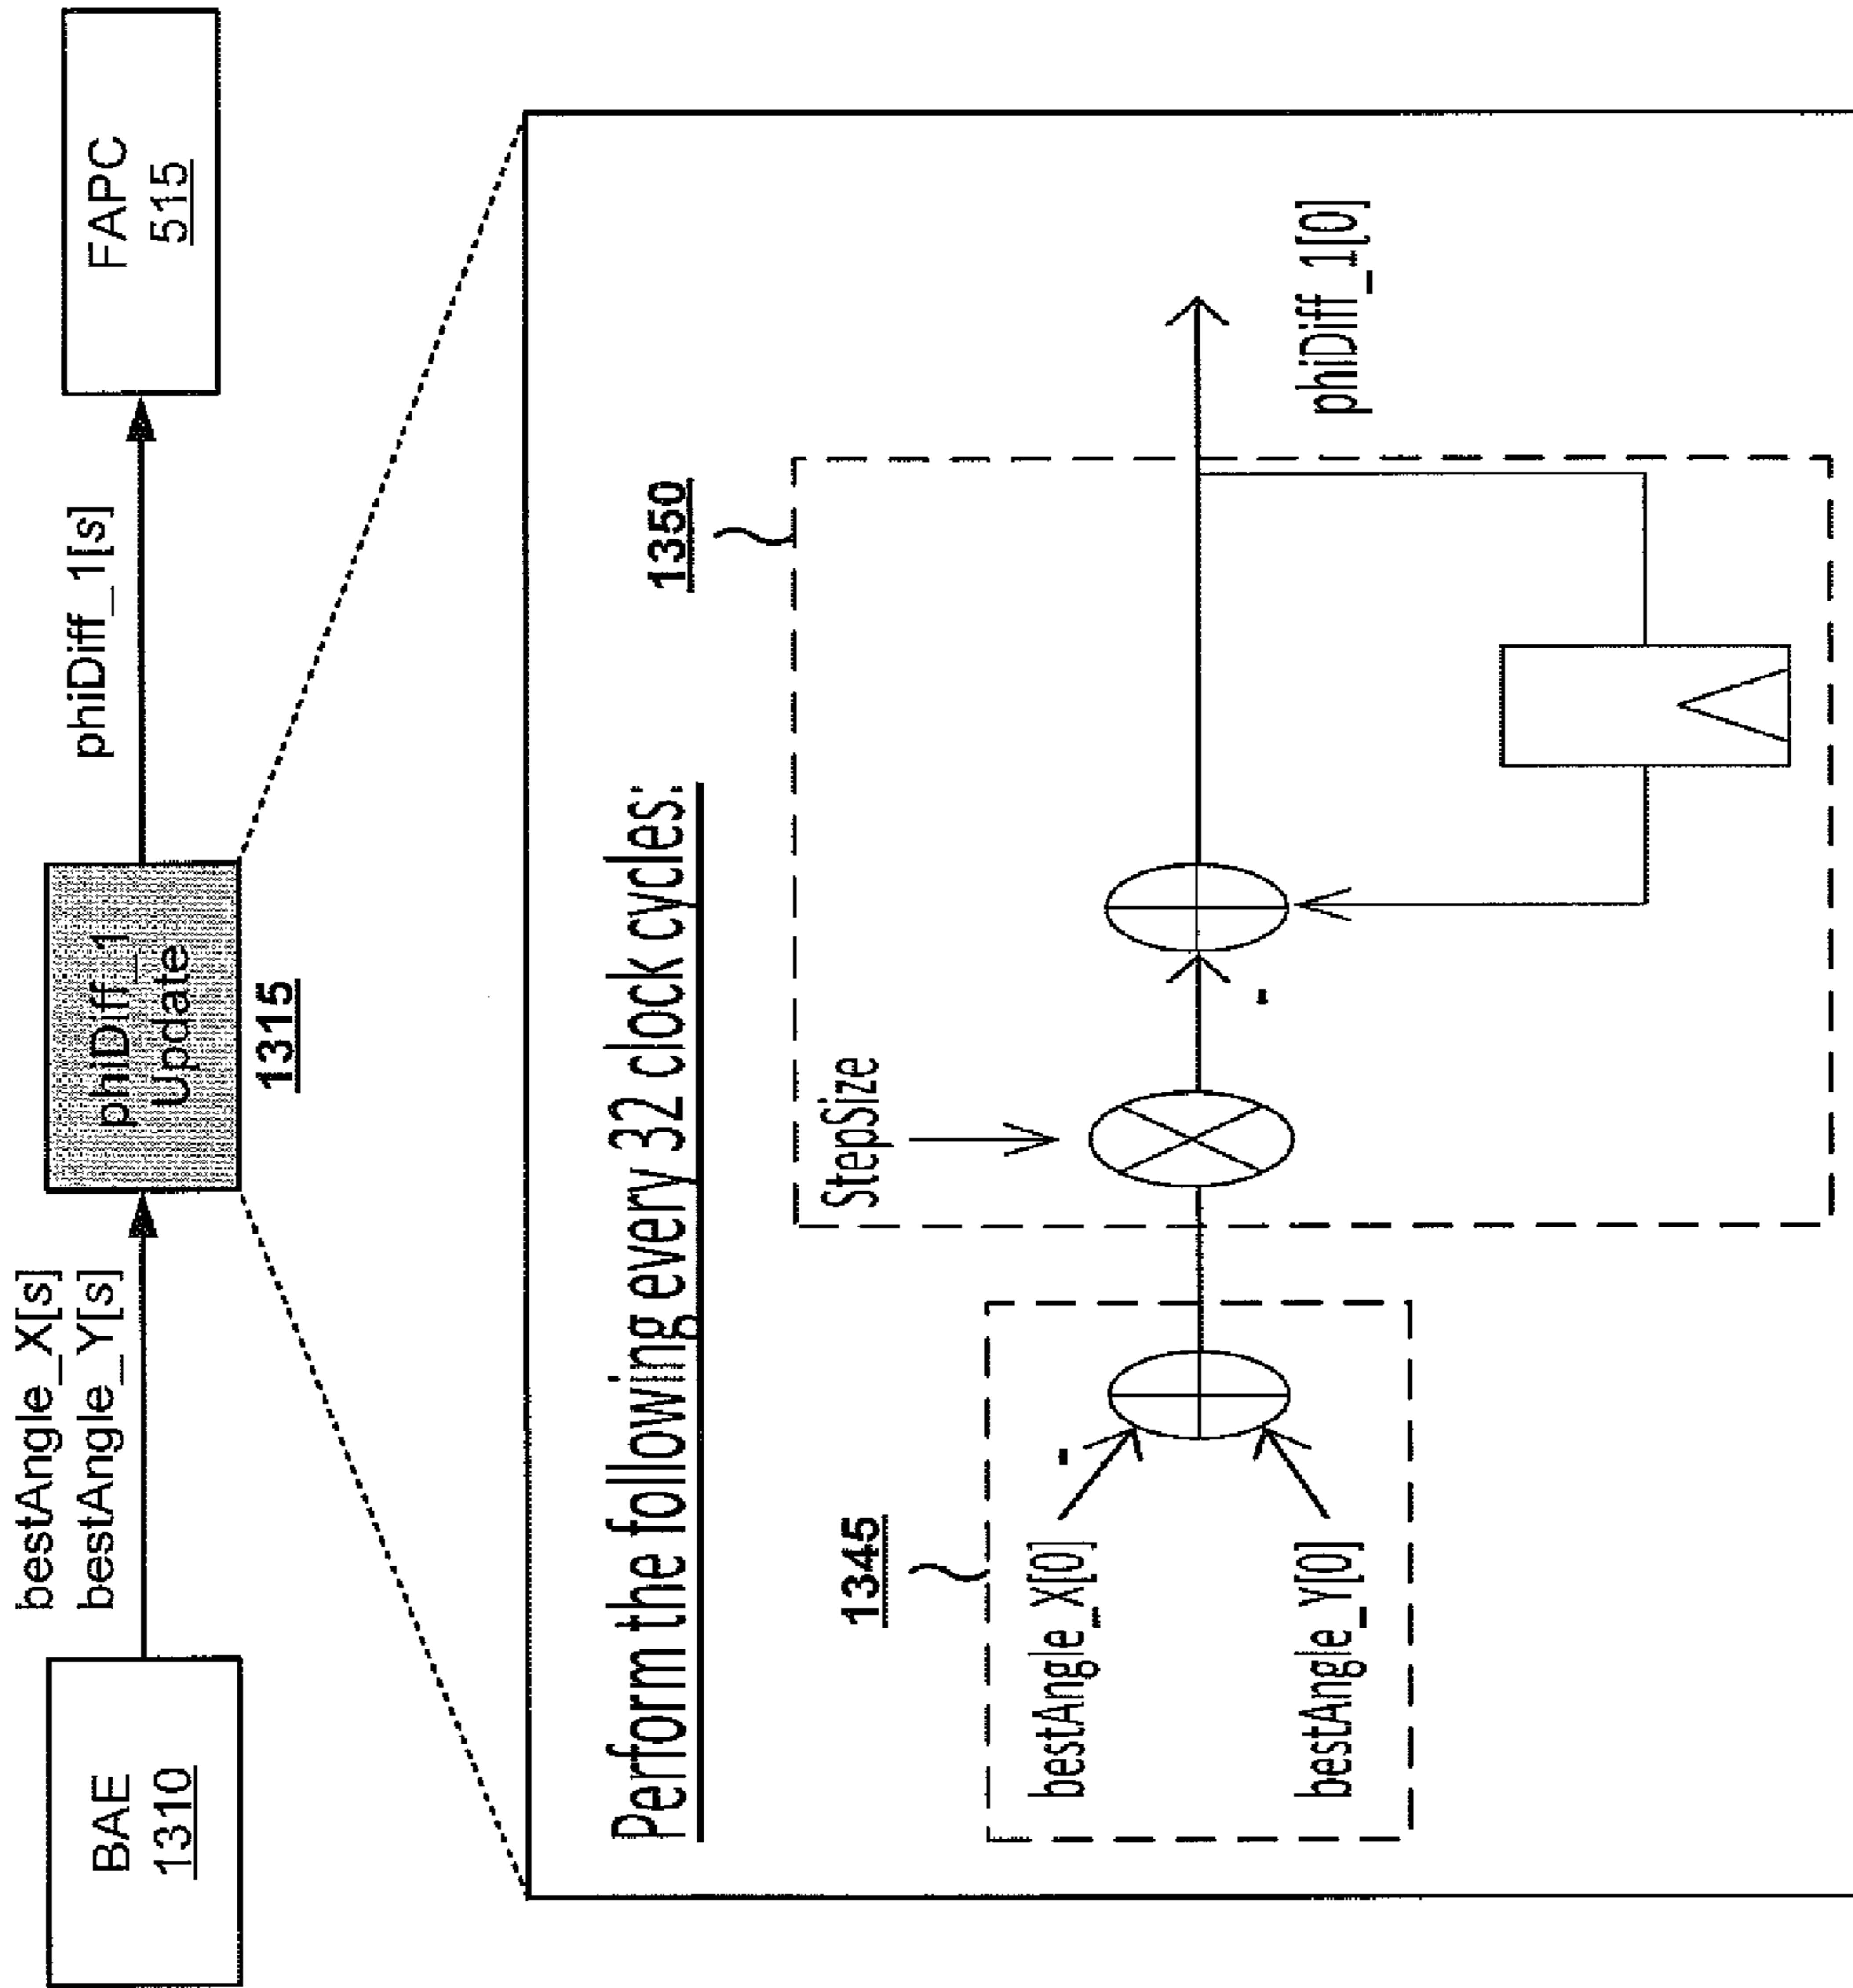 BAE
1310
bestAngle_X[s]
bestAngle_Y[s]
phiDiff_1
Update
1315
phiDiff_1[s]
FAPC
515
Perform the following every 32 clock cycles:
1345
bestAngle_X[0]
-
bestAngle_Y[0]
1350
StepSize
-
phiDiff_1[0]